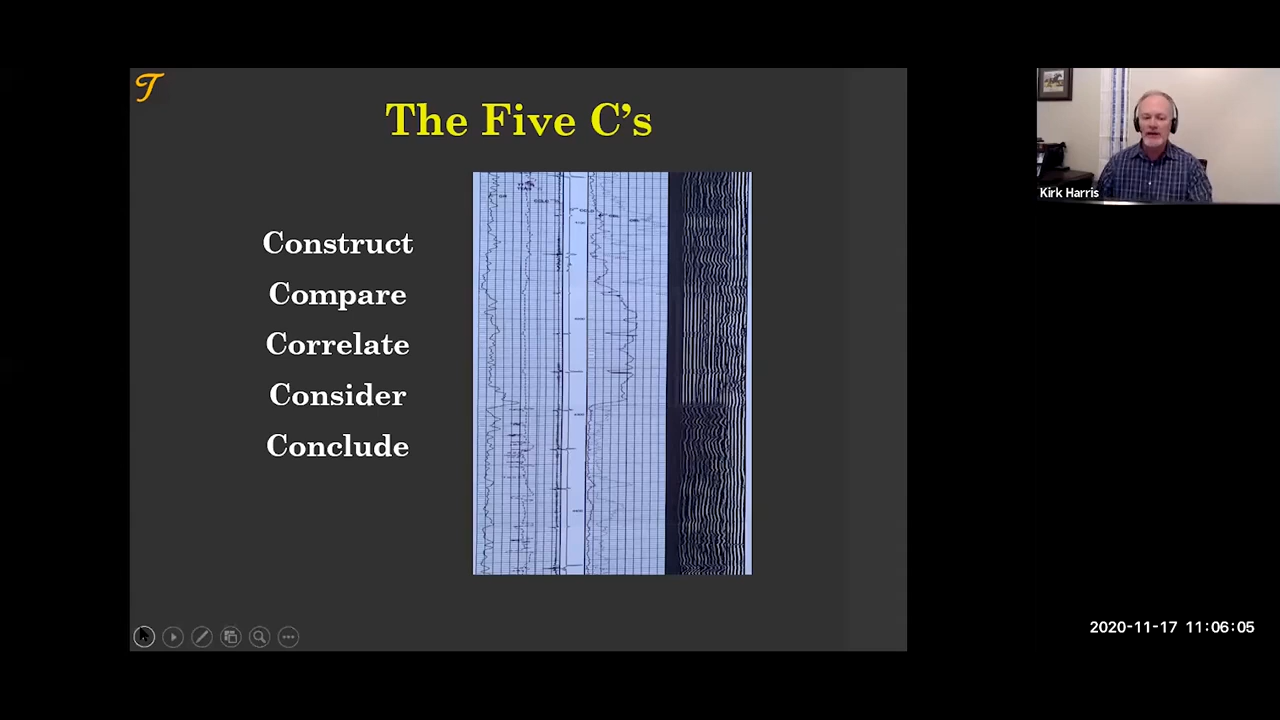 T
The Five C's
Construct
Compare
Correlate
Consider
Conclude
Kirk Harris
2020-11-17 11:06:05